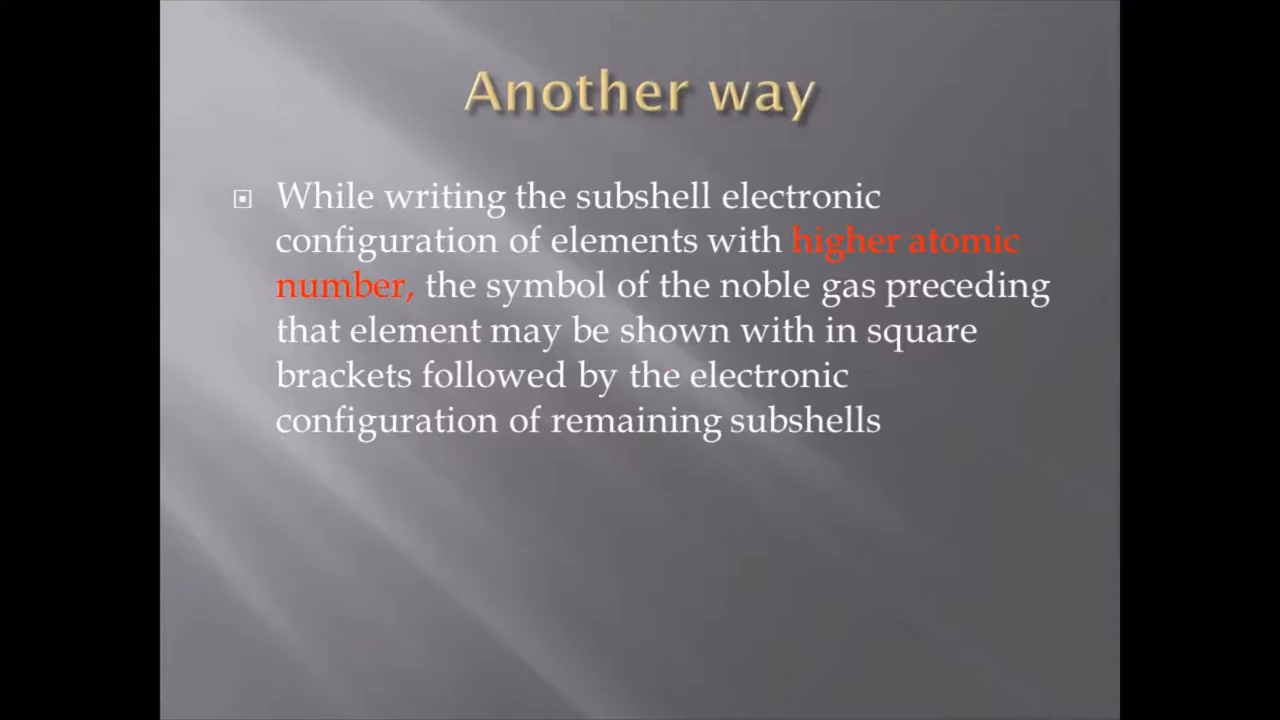 Another way
While writing the subshell electronic
configuration of elements with higher atomic
number, the symbol of the noble gas preceding
that element may be shown with in square
brackets followed by the electronic
configuration of remaining subshells